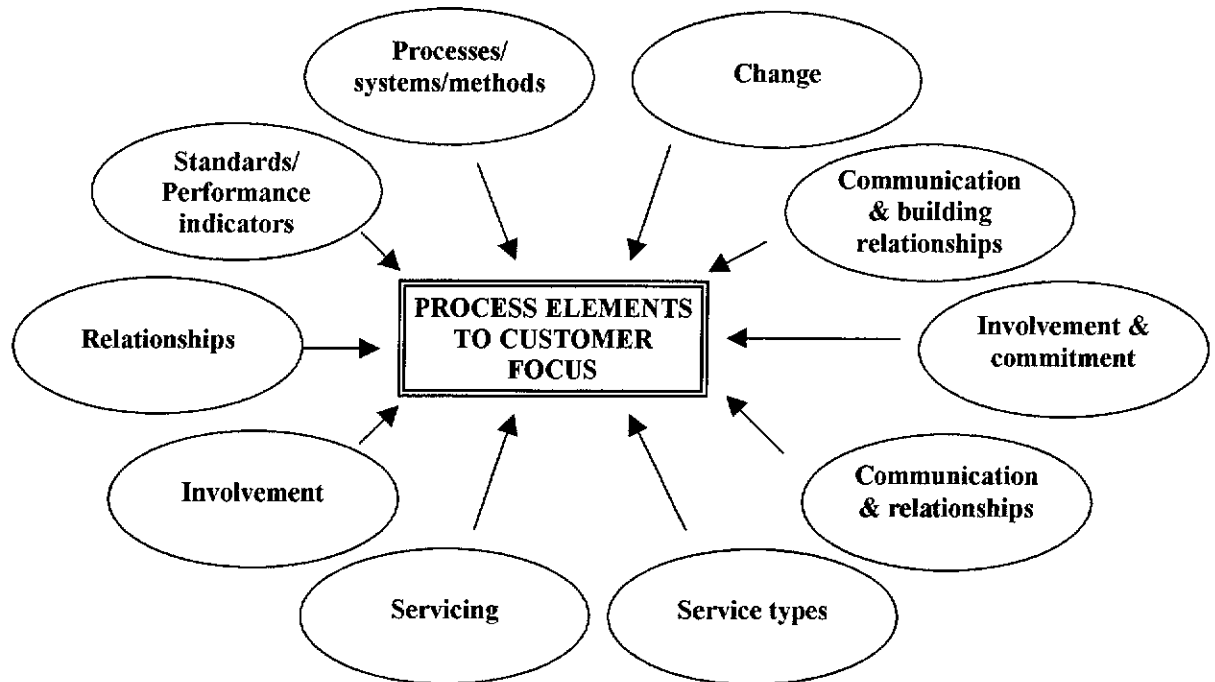 Processes/
systems/methods
Change
Standards/
Performance
indicators
Communication
& building
relationships
PROCESS ELEMENTS
TO CUSTOMER
FOCUS
Relationships
Involvement &
commitment
Involvement
Communication
& relationships
Servicing
Service types